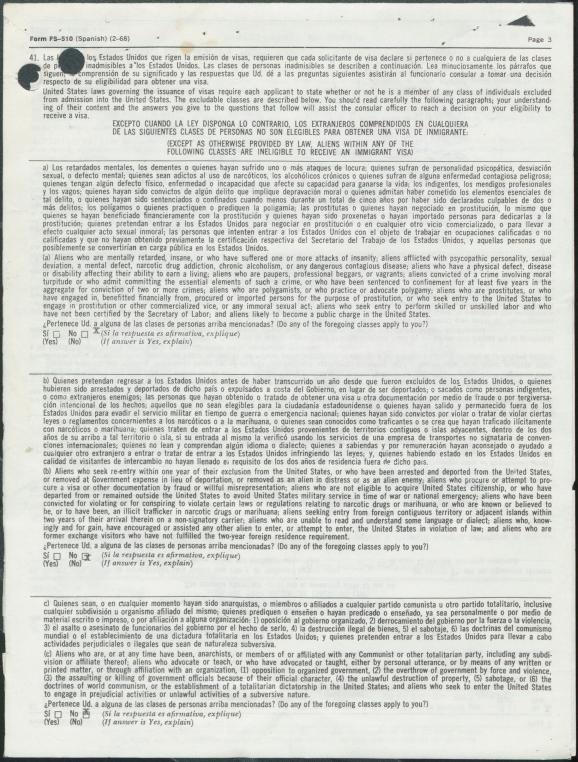 Form FS-510 (Spanish) (2-68)
Page 3
41. Las los Estados Unidos que rigen la emisión de visas, requieren que cada solicitante de visa declare si pertenece o no a cualquiera de las clases
de inadmisibles a los Estados Unidos. Las clases de personas inadmisibles se describen a continuación. Lea minuciosamente los párrafos que
siguen, comprensión de su significado y las respuestas que Ud. dé a las preguntas siguientes asistirán al funcionario consular a tomar una decisión
respecto de su eligibilidad para obtener una visa.
United States laws governing the issuance of visas require each applicant to state whether or not he is a member of any class of individuals excluded
from admission into the United States. The excludable classes are described below. You should read carefully the following paragraphs; your understand-
ing of their content and the answers you give to the questions that follow will assist the consular officer to reach a decision on your eligibility to
receive a visa.
EXCEPTO CUANDO LA LEY DISPONGA LO CONTRARIO, LOS EXTRANJEROS COMPRENDIDOS EN CUALQUIERA
DE LAS SIGUIENTES CLASES DE PERSONAS NO SON ELEGIBLES PARA OBTENER UNA VISA DE INMIGRANTE:
(EXCEPT AS OTHERWISE PROVIDED BY LAW, ALIENS WITHIN ANY OF THE
FOLLOWING CLASSES ARE INELIGIBLE TO RECEIVE AN IMMIGRANT VISA)
a) Los retardados mentales, los dementes o quienes hayan sufrido uno o más ataques de locura; quienes sufran de personalidad psicopática, desviación
sexual, o defecto mental; quienes sean adictos al uso de narcóticos, los alcohólicos crónicos o quienes sufran de alguna enfermedad contagiosa peligrosa;
quienes tengan algún defecto físico, enfermedad o incapacidad que afecte su capacidad para ganarse la vida; los indigentes, los mendigos profesionales
y los vagos; quienes hayan sido convictos de algún delito que implique depravación moral o quienes admitan haber cometido los elementos esenciales de
tal delito, o quienes hayan sido sentenciados o confinados cuando menos durante un total de cinco años por haber sido declarados culpables de dos o
más delitos; los polígamos o quienes practiquen o prediquen la poligamia; las prostitutas o quienes hayan negociado en prostitución, lo mismo que
quienes se hayan beneficiado financieramente con la prostitución y quienes hayan sido proxenetas o hayan importado personas para dedicarlas a la
prostitución; quienes pretendan entrar a los Estados Unidos para negociar en prostitución o en cualquier otro vicio comercializado, o para llevar a
efecto cualquier acto sexual inmoral; las personas que intenten entrar a los Estados Unidos con el objeto de trabajar en ocupaciones calificadas o no
calificadas y que no hayan obtenido previamente la certificación respectiva del Secretario del Trabajo de los Estados Unidos, y aquellas personas que
posiblemente se convertirían en carga pública en los Estados Unidos.
(a) Aliens who are mentally retarded, insane, or who have suffered one or more attacks of insanity; aliens afflicted with psycopathic personality, sexual
deviation, a mental defect, narcotic drug addiction, chronic alcoholism, or any dangerous contagious disease; aliens who have a physical defect, disease
or disability affecting their ability to earn a living; aliens who are paupers, professional beggars, or vagrants; aliens convicted of a crime involving moral
turpitude or who admitted committing the essential elements of such a crime, or who have been sentenced to confinement for at least five years in the
aggregate for conviction of two or more crimes; aliens who are polygamists, or who practice or advocate polygamy; aliens who are prostitutes, or who
have engaged in, benefitted financially from, procured or imported persons for the purpose of prostitution, or who seek entry to the United States to
engage in prostitution or other commercialized vice, or any immoral sexual act; aliens who seek to enter to perform skilled or unskilled labor and who
have not been certified by the Secretary of Labor; and aliens likely to become a public charge in the United States.
¿Pertenece Ud. a alguna de las clases de personas arriba mencionadas? (Do any of the foregoing classes apply to you?)
Sí □ No □ X (Si la respuesta es afirmativa, explique)
(Yes) (No) (If answer is Yes, explain)
b) Quienes pretendan regresar a los Estados Unidos antes de haber transcurrido un año desde que fueron excluídos de los Estados Unidos, o quienes
hubieren sido arrestados y deportados de dicho país o expulsados a costa del Gobierno, en lugar de ser deportados; o sacados como personas indigentes,
o como extranjeros enemigos; las personas que hayan obtenido o tratado de obtener una visa u otra documentación por medio de fraude o por tergiversa-
ción intencional de los hechos; aquellos que no sean elegibles para la ciudadanía estadounidense o quienes hayan salido y permanecido fuera de los
Estados Unidos para evadir el servicio militar en tiempo de guerra o emergencia nacional; quienes hayan sido convictos por violar o tratar de violar ciertas
leyes o reglamentos concernientes a los narcóticos o a la marihuana, o quienes sean conocidos como traficantes o se crea que hayan traficado ilícitamente
con narcóticos o marihuana; quienes traten de entrar a los Estados Unidos provenientes de territorios contiguos o islas adyacentes, dentro de los dos
años de su arribo a tal territorio o isla, si su entrada al mismo la verificó usando los servicios de una empresa de transportes no signataria de conven-
ciones internacionales; quienes no lean y comprendan algún idioma o dialecto; quienes a sabiendas y por remuneración hayan aconsejado o ayudado a
cualquier otro extranjero a entrar o tratar de entrar a los Estados Unidos infringiendo las leyes; y, quienes habiendo estado en los Estados Unidos en
calidad de visitantes de intercambio no hayan llenado el requisito de los dos años de residencia fuera de dicho país.
(b) Aliens who seek re-entry within one year of their exclusion from the United States, or who have been arrested and deported from the United States,
or removed at Government expense in lieu of deportation, or removed as an alien in distress or as an alien enemy; aliens who procure or attempt to pro-
cure a visa or other documentation by fraud or willful misrepresentation; aliens who are not eligible to acquire United States citizenship, or who have
departed from or remained outside the United States to avoid United States military service in time of war or national emergency; aliens who have been
convicted for violating or for conspiring to violate certain laws or regulations relating to narcotic drugs or marihuana, or who are known or believed to
be, or to have been, an illicit trafficker in narcotic drugs or marihuana; aliens seeking entry from foreign contiguous territory or adjacent islands within
two years of their arrival therein on a non-signatory carrier; aliens who are unable to read and understand some language or dialect; aliens who, know-
ingly and for gain, have encouraged or assisted any other alien to enter, or attempt to enter, the United States in violation of law; and aliens who are
former exchange visitors who have not fulfilled the two-year foreign residence requirement.
¿Pertenece Ud. a alguna de las clases de personas arriba mencionadas? (Do any of the foregoing classes apply to you?)
Sí □ No ☒ (Si la respuesta es afirmativa, explique)
(Yes) (No) (If answer is Yes, explain)
c) Quienes sean, o en cualquier momento hayan sido anarquistas, o miembros o afiliados a cualquier partido comunista u otro partido totalitario, inclusive
cualquier subdivisión u organismo afiliado del mismo; quienes prediquen o enseñen o hayan predicado o enseñado, ya sea personalmente o por medio de
material escrito o impreso, o por afiliación a alguna organización: 1) oposición al gobierno organizado, 2) derrocamiento del gobierno por la fuerza o la violencia,
3) el asalto o asesinato de funcionarios del gobierno por el hecho de serlo, 4) la destrucción ilegal de bienes, 5) el sabotaje, 6) las doctrinas del comunismo
mundial o el establecimiento de una dictadura totalitaria en los Estados Unidos; y quienes pretendan entrar a los Estados Unidos para llevar a cabo
actividades perjudiciales o ilegales que sean de naturaleza subversiva.
(c) Aliens who are, or at any time have been, anarchists, or members of or affiliated with any Communist or other totalitarian party, including any subdi-
vision or affiliate thereof; aliens who advocate or teach, or who have advocated or taught, either by personal utterance, or by means of any written or
printed matter, or through affiliation with an organization, (1) opposition to organized government, (2) the overthrow of government by force and violence,
(3) the assaulting or killing of government officials because of their official character, (4) the unlawful destruction of property, (5) sabotage, or (6) the
doctrines of world communism, or the establishment of a totalitarian dictatorship in the United States; and aliens who seek to enter the United States
to engage in prejudicial activities or unlawful activities of a subversive nature.
¿Pertenece Ud. a alguna de las clases de personas arriba mencionadas? (Do any of the foregoing classes apply to you?)
Sí □ No ☒ (Si la respuesta es afirmativa, explique)
(Yes) (No) (If answer is Yes, explain)